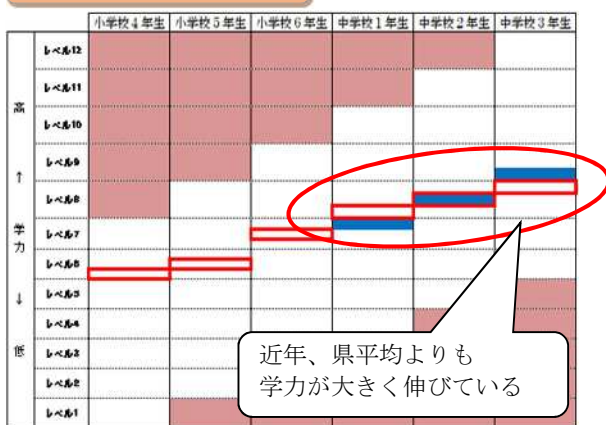 小学校4年生 小学校5年生 小学校6年生 中学校1年生 中学校2年生 中学校3年生
高 ↑ 学力 ↓ 低
レベル12
レベル11
レベル10
レベル9
レベル8
レベル7
レベル6
レベル5
レベル4
レベル3
レベル2
レベル1
近年、県平均よりも
学力が大きく伸びている